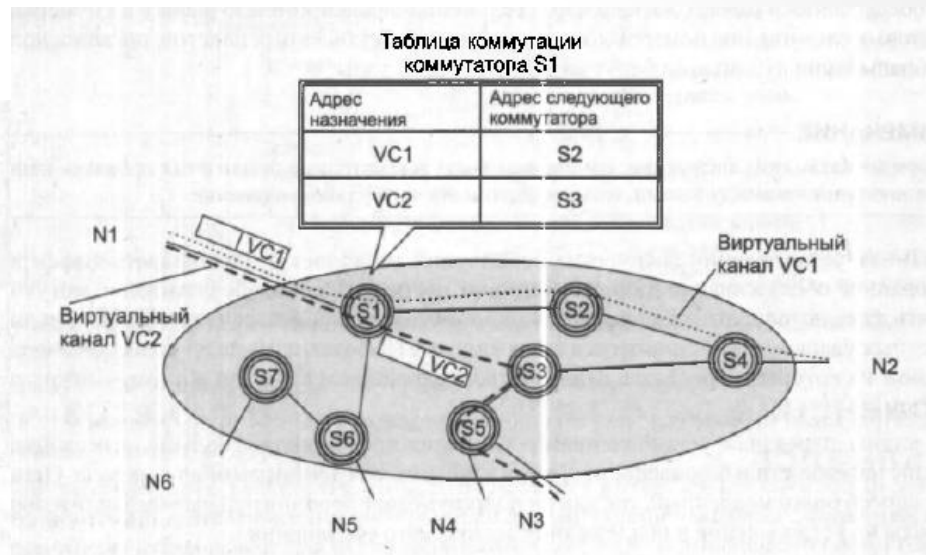 Таблица коммутации
коммутатора S1
Адрес назначения
Адрес следующего коммутатора
VC1
S2
VC2
S3
N1
VC1
Виртуальный
канал VC1
Виртуальный
канал VC2
S1
S2
VC2
S3
S4
S7
N2
S5
S6
N6
N5
N4
N3